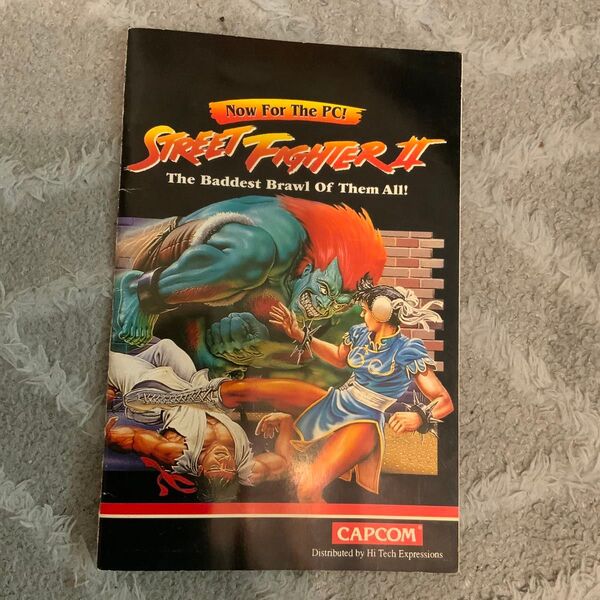 Now For The PC!
STREET FIGHTER II
The Baddest Brawl Of Them All!
CAPCOM
Distributed by Hi Tech Expressions